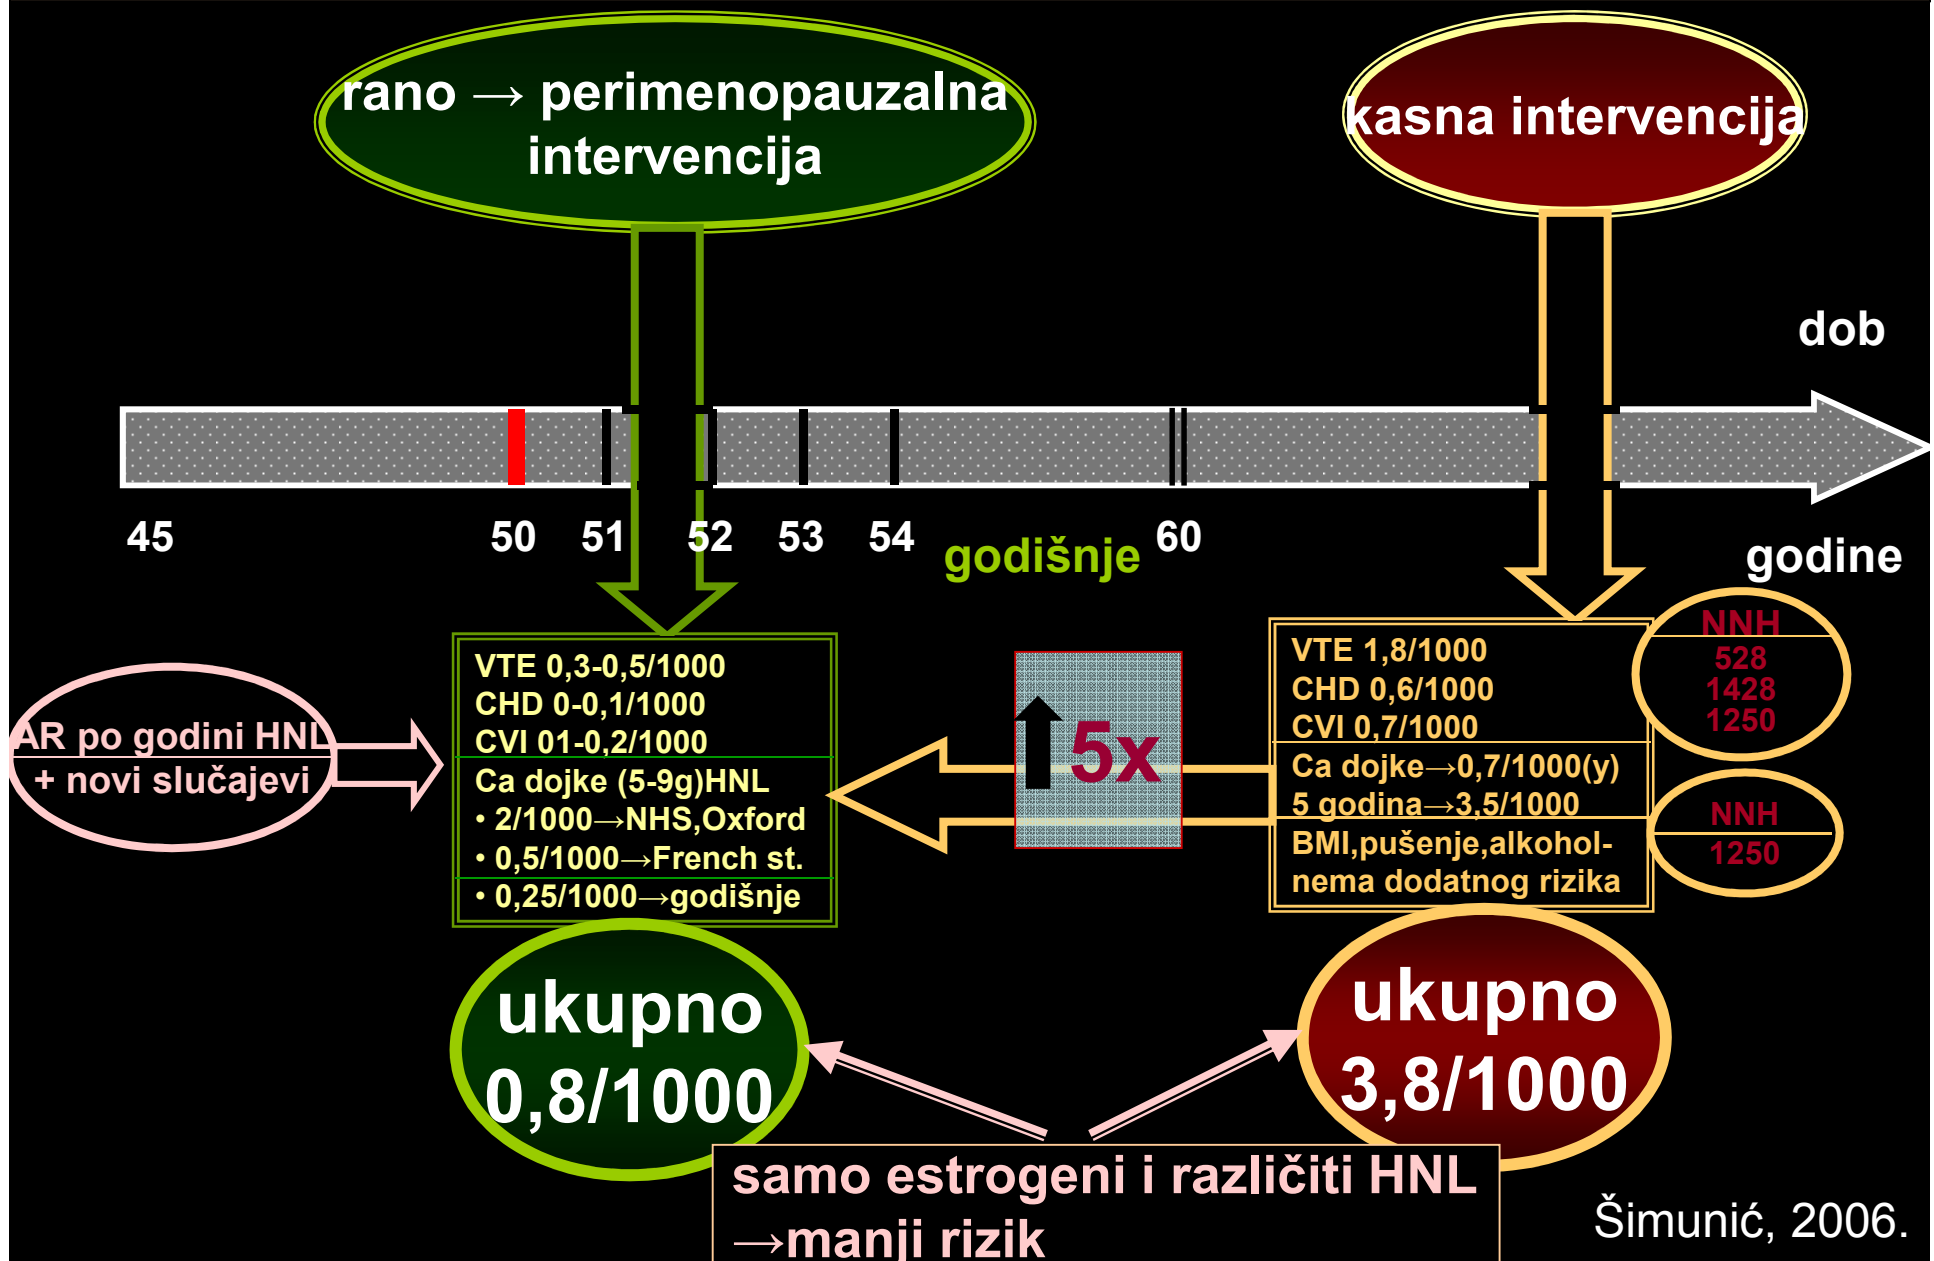 rano → perimenopauzalna
intervencija
kasna intervencija
dob
45
50
51
52
53
54
60
godišnje
godine
AR po godini HNL
+ novi slučajevi
VTE 0,3-0,5/1000
CHD 0-0,1/1000
CVI 01-0,2/1000
Ca dojke (5-9g)HNL
• 2/1000→NHS,Oxford
• 0,5/1000→French st.
• 0,25/1000→godišnje
5x
VTE 1,8/1000
CHD 0,6/1000
CVI 0,7/1000
Ca dojke→0,7/1000(y)
5 godina→3,5/1000
BMI,pušenje,alkohol-
nema dodatnog rizika
NNH
528
1428
1250
NNH
1250
ukupno
0,8/1000
ukupno
3,8/1000
samo estrogeni i različiti HNL
→manji rizik
Šimunić, 2006.